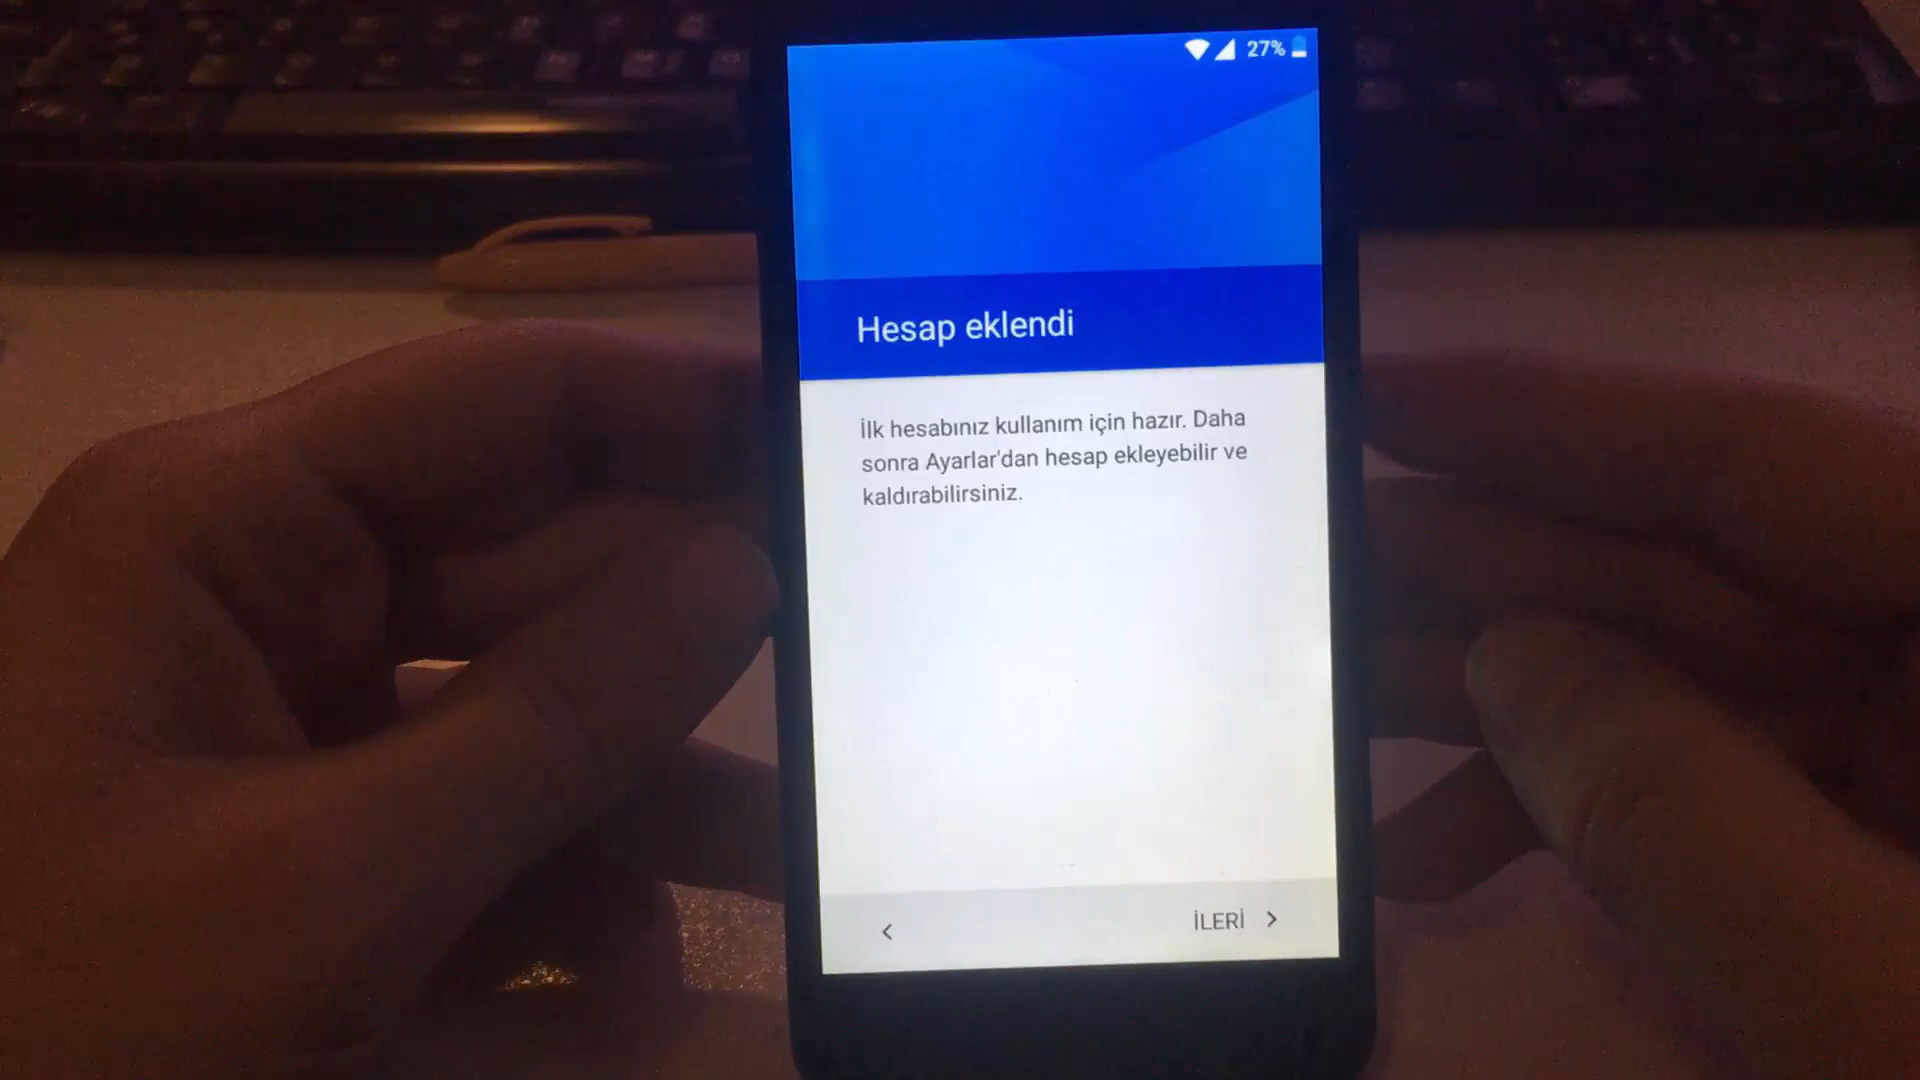 27%
Hesap eklendi
İlk hesabınız kullanım için hazır. Daha
sonra Ayarlar'dan hesap ekleyebilir ve
kaldırabilirsiniz.
İLERİ